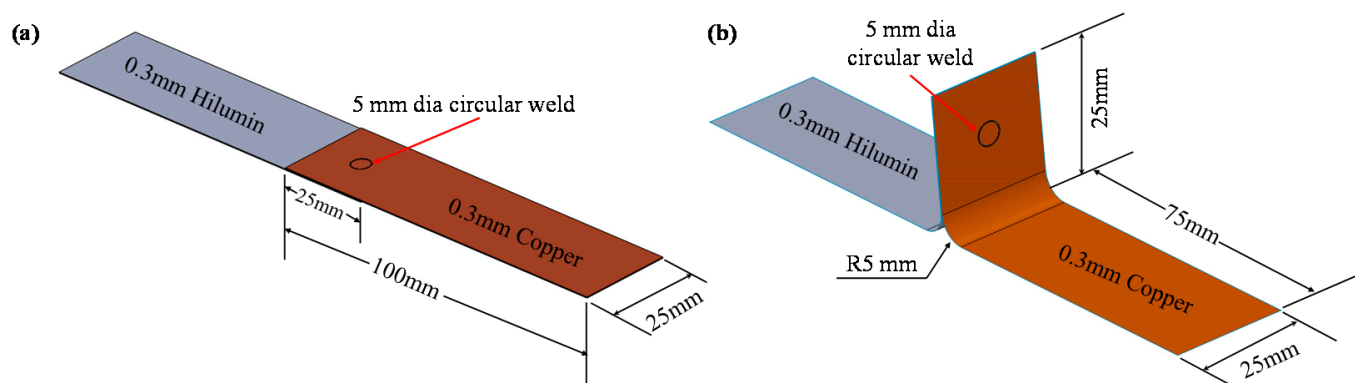 (a)
0.3mm Hilumin
5 mm dia circular weld
25mm
0.3mm Copper
100mm
25mm
(b)
5 mm dia
circular weld
0.3mm Hilumin
25mm
75mm
R5 mm
0.3mm Copper
25mm